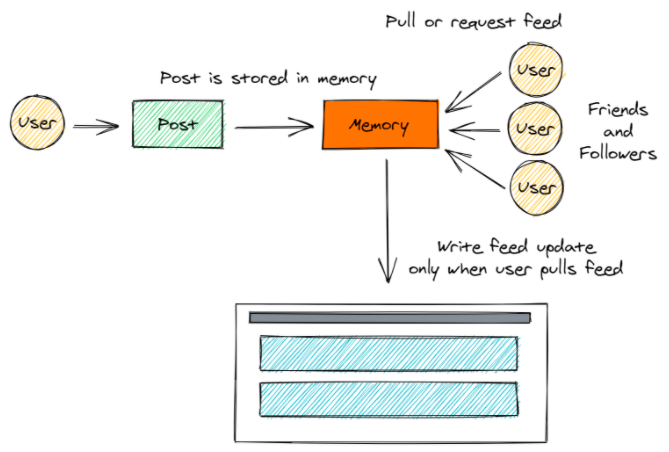 Pull or request feed
Post is stored in memory
User
Post
Memory
User
User
User
Friends
and
Followers
Write feed update
only when user pulls feed